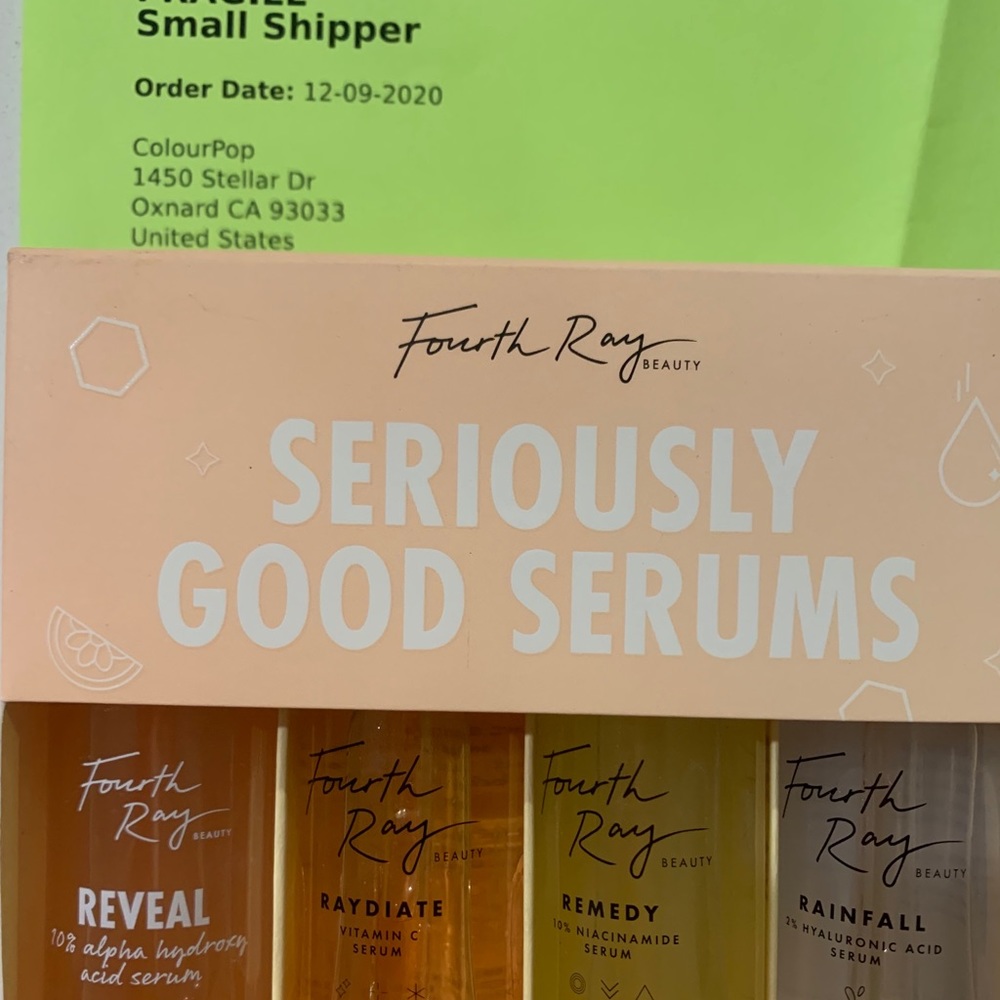 FRAGILE
Small Shipper
Order Date: 12-09-2020
ColourPop
1450 Stellar Dr
Oxnard CA 93033
United States
Fourth Ray BEAUTY
SERIOUSLY
GOOD SERUMS
Fourth
Ray BEAUTY
REVEAL
10% alpha hydroxy
acid serum
Fourth
Ray BEAUTY
RAYDIATE
VITAMIN C
SERUM
Fourth
Ray BEAUTY
REMEDY
10% NIACINAMIDE
SERUM
Fourth
Ray BEAUTY
RAINFALL
2% HYALURONIC ACID
SERUM